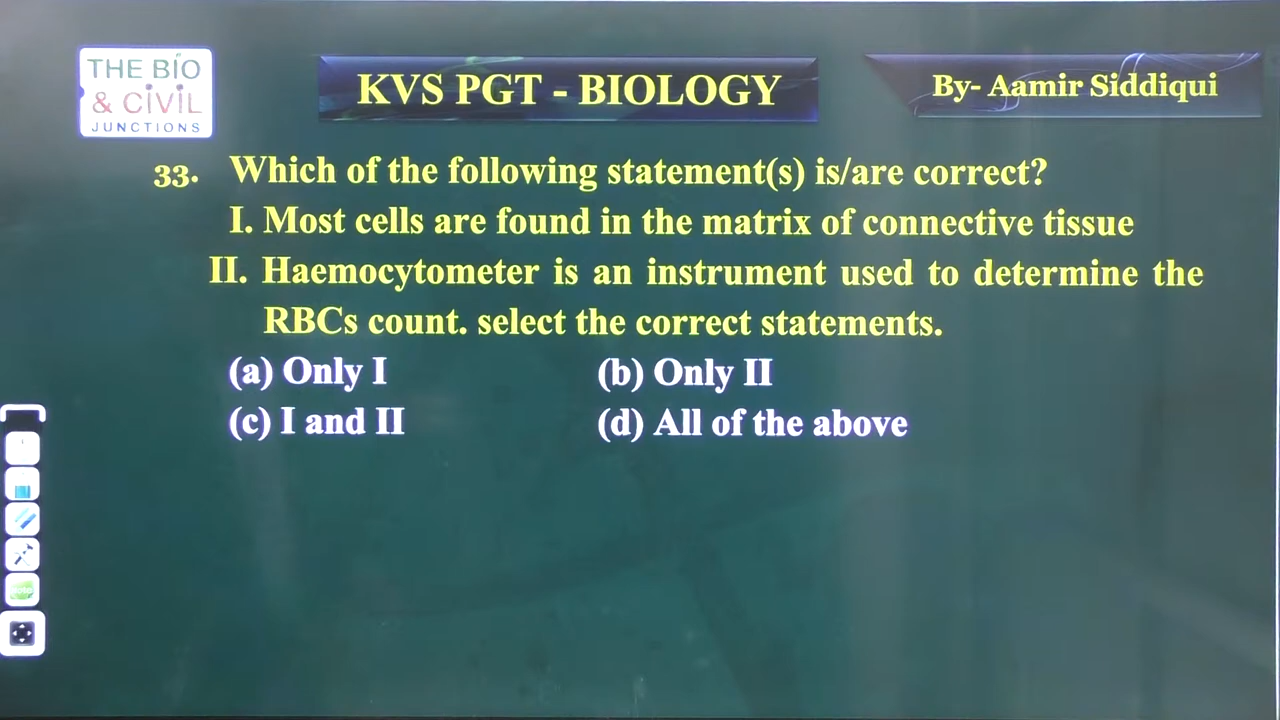 THE BIO
& CIVIL
JUNCTIONS
KVS PGT - BIOLOGY
By- Aamir Siddiqui
33. Which of the following statement(s) is/are correct?
I. Most cells are found in the matrix of connective tissue
II. Haemocytometer is an instrument used to determine the
RBCs count. select the correct statements.
(a) Only I (b) Only II
(c) I and II (d) All of the above